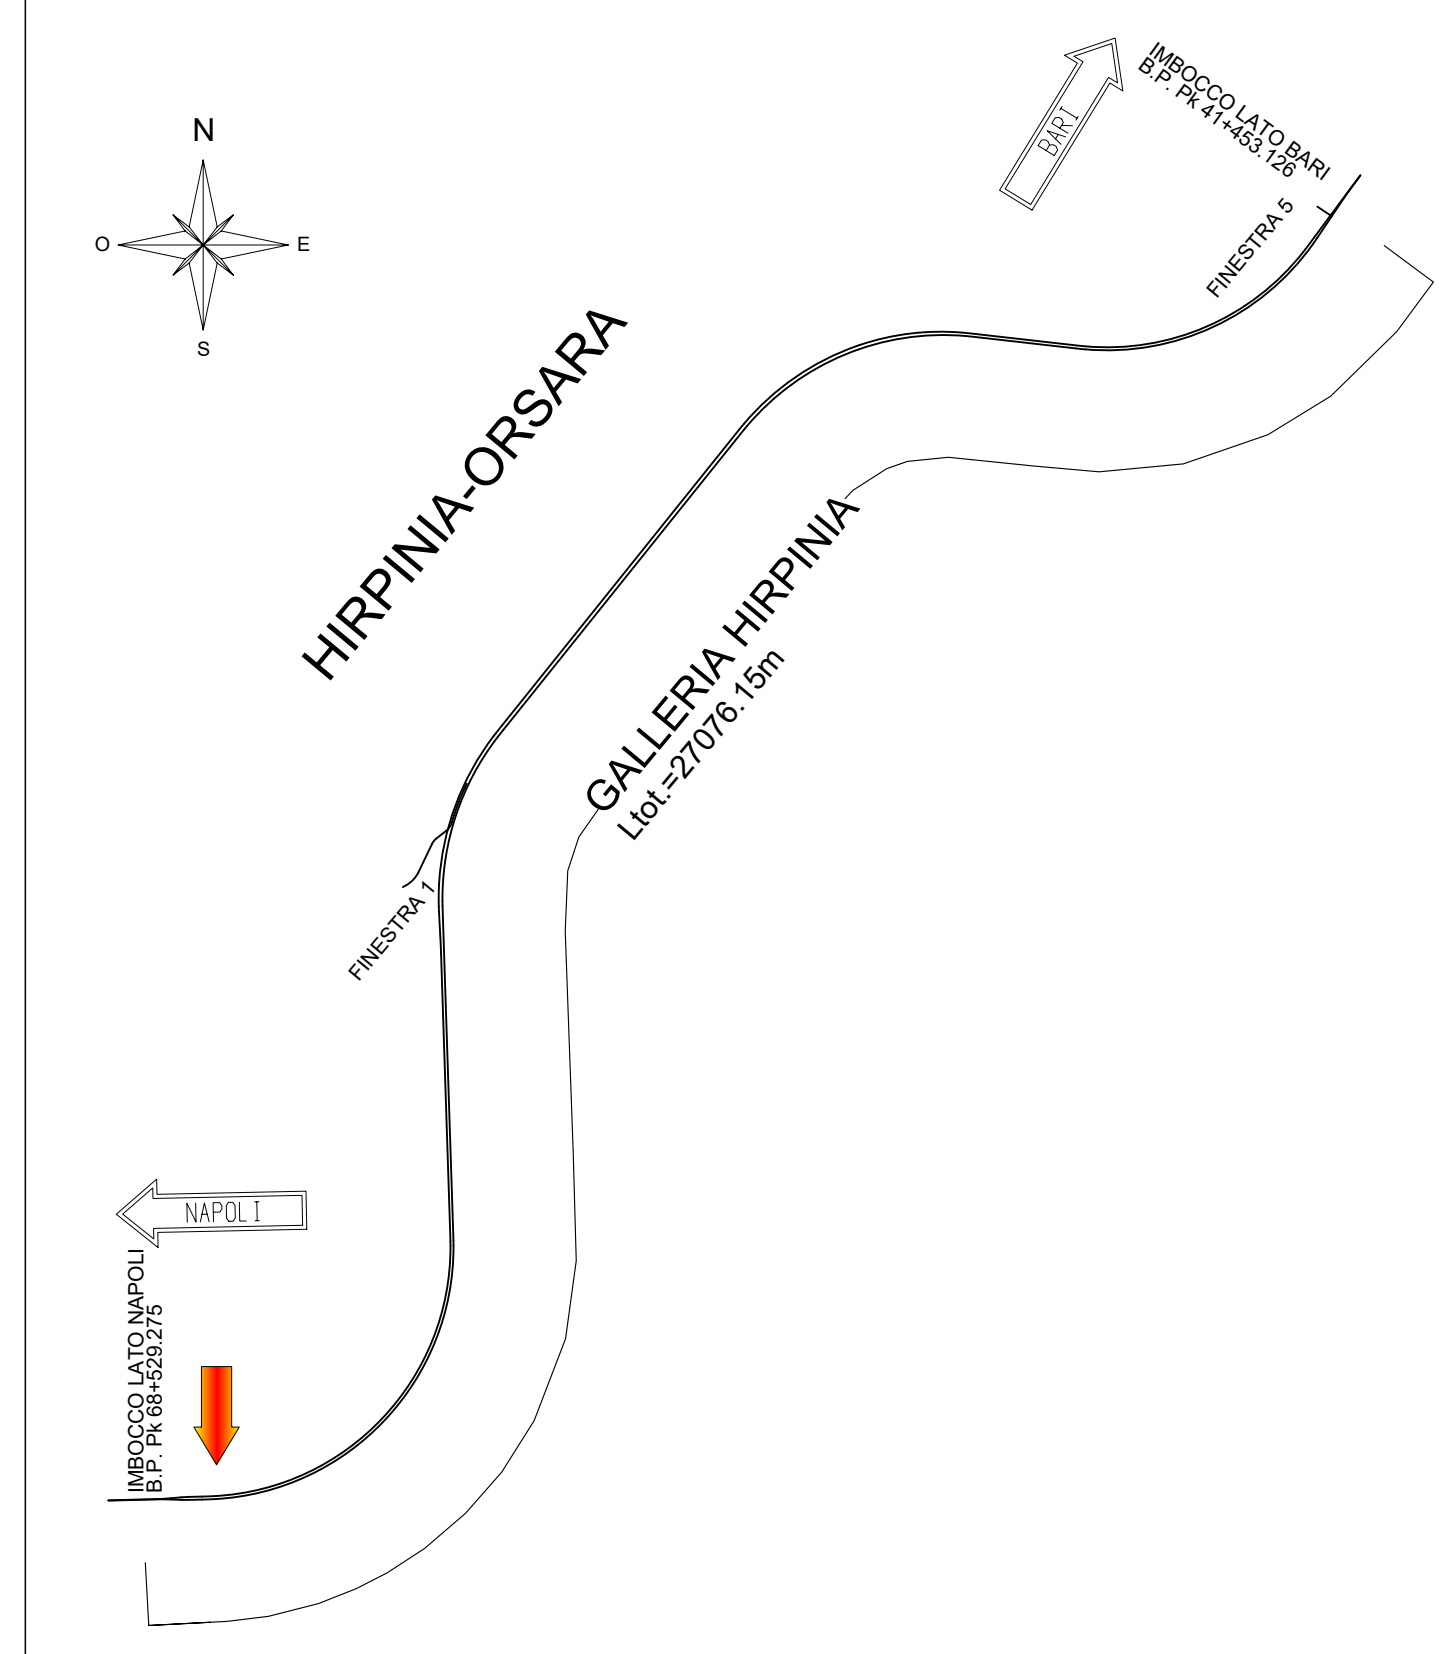 N
O
E
S
BARI
IMBOCCO LATO BARI
B.P. Pk 41+453.126
FINESTRA 5
HIRPINIA-ORSARA
GALLERIA HIRPINIA
Ltot.=27076.15m
FINESTRA 1
NAPOLI
IMBOCCO LATO NAPOLI
B.P. Pk 68+529.275